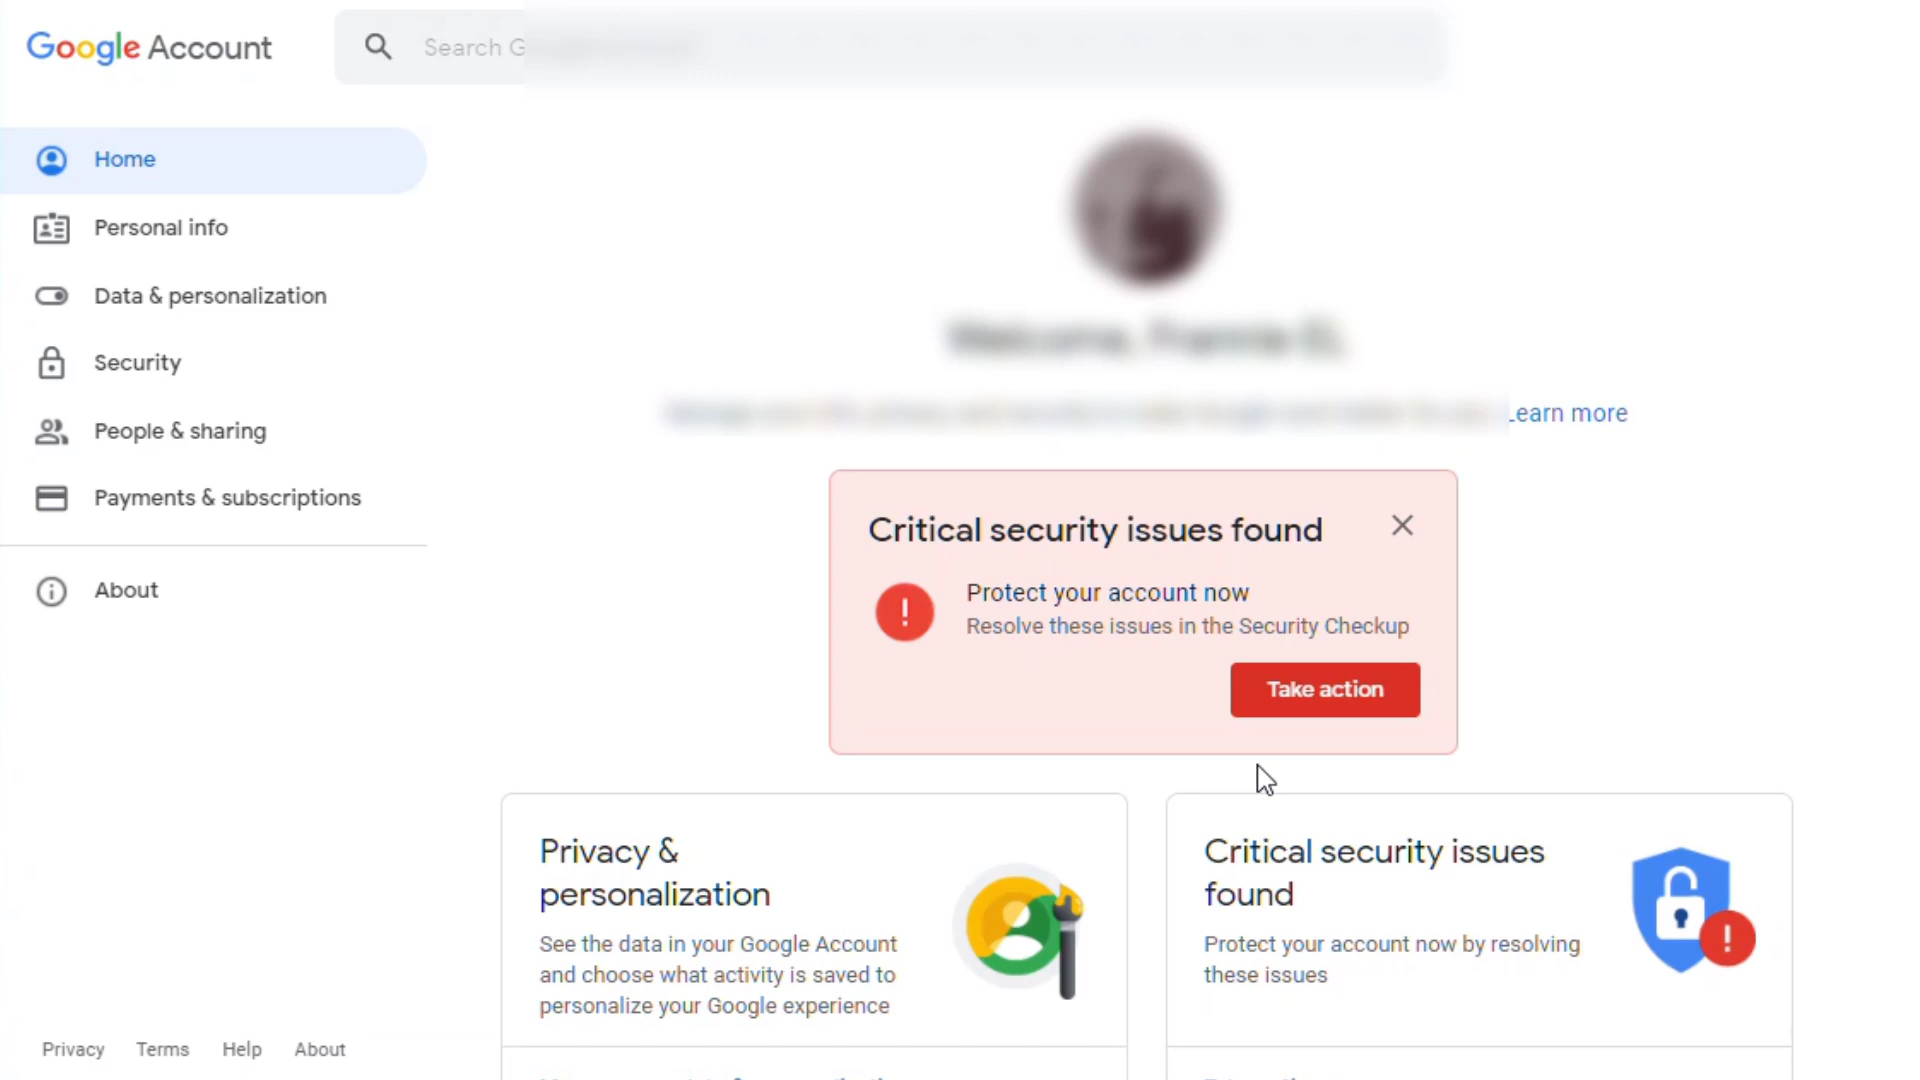 Google Account
Search G
Home
Personal info
Data & personalization
Security
People & sharing
Payments & subscriptions
About
Learn more
Critical security issues found
Protect your account now
Resolve these issues in the Security Checkup
Take action
Privacy &
personalization
See the data in your Google Account
and choose what activity is saved to
personalize your Google experience
Critical security issues
found
Protect your account now by resolving
these issues
Privacy Terms Help About